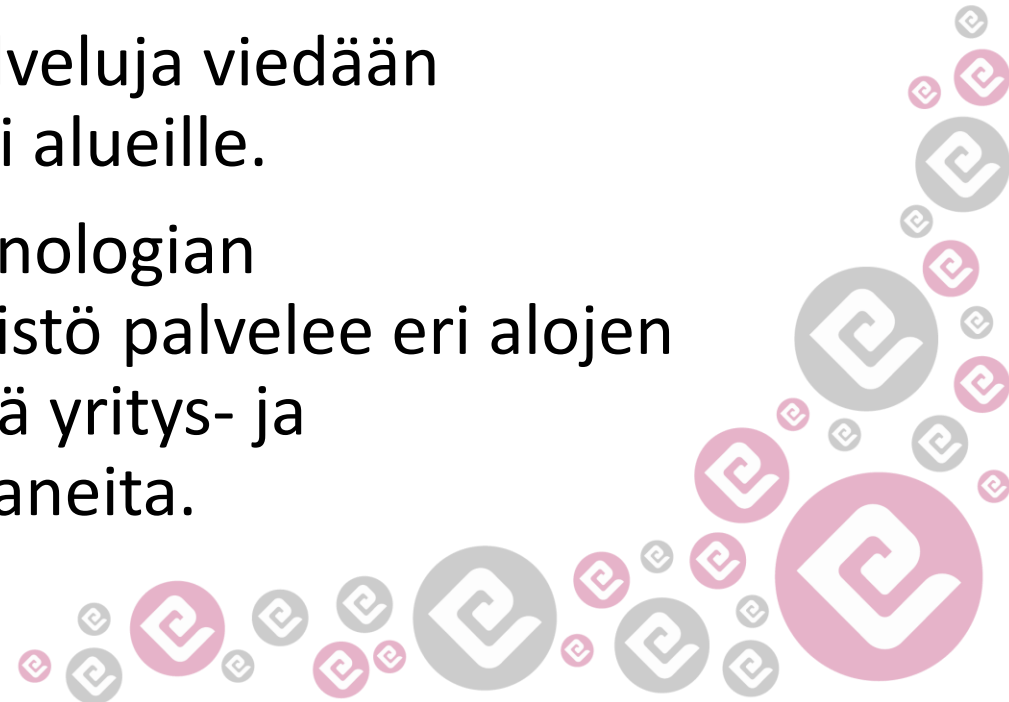 lveluja viedään
i alueille.
nologian
istö palvelee eri alojen
ä yritys- ja
aneita.